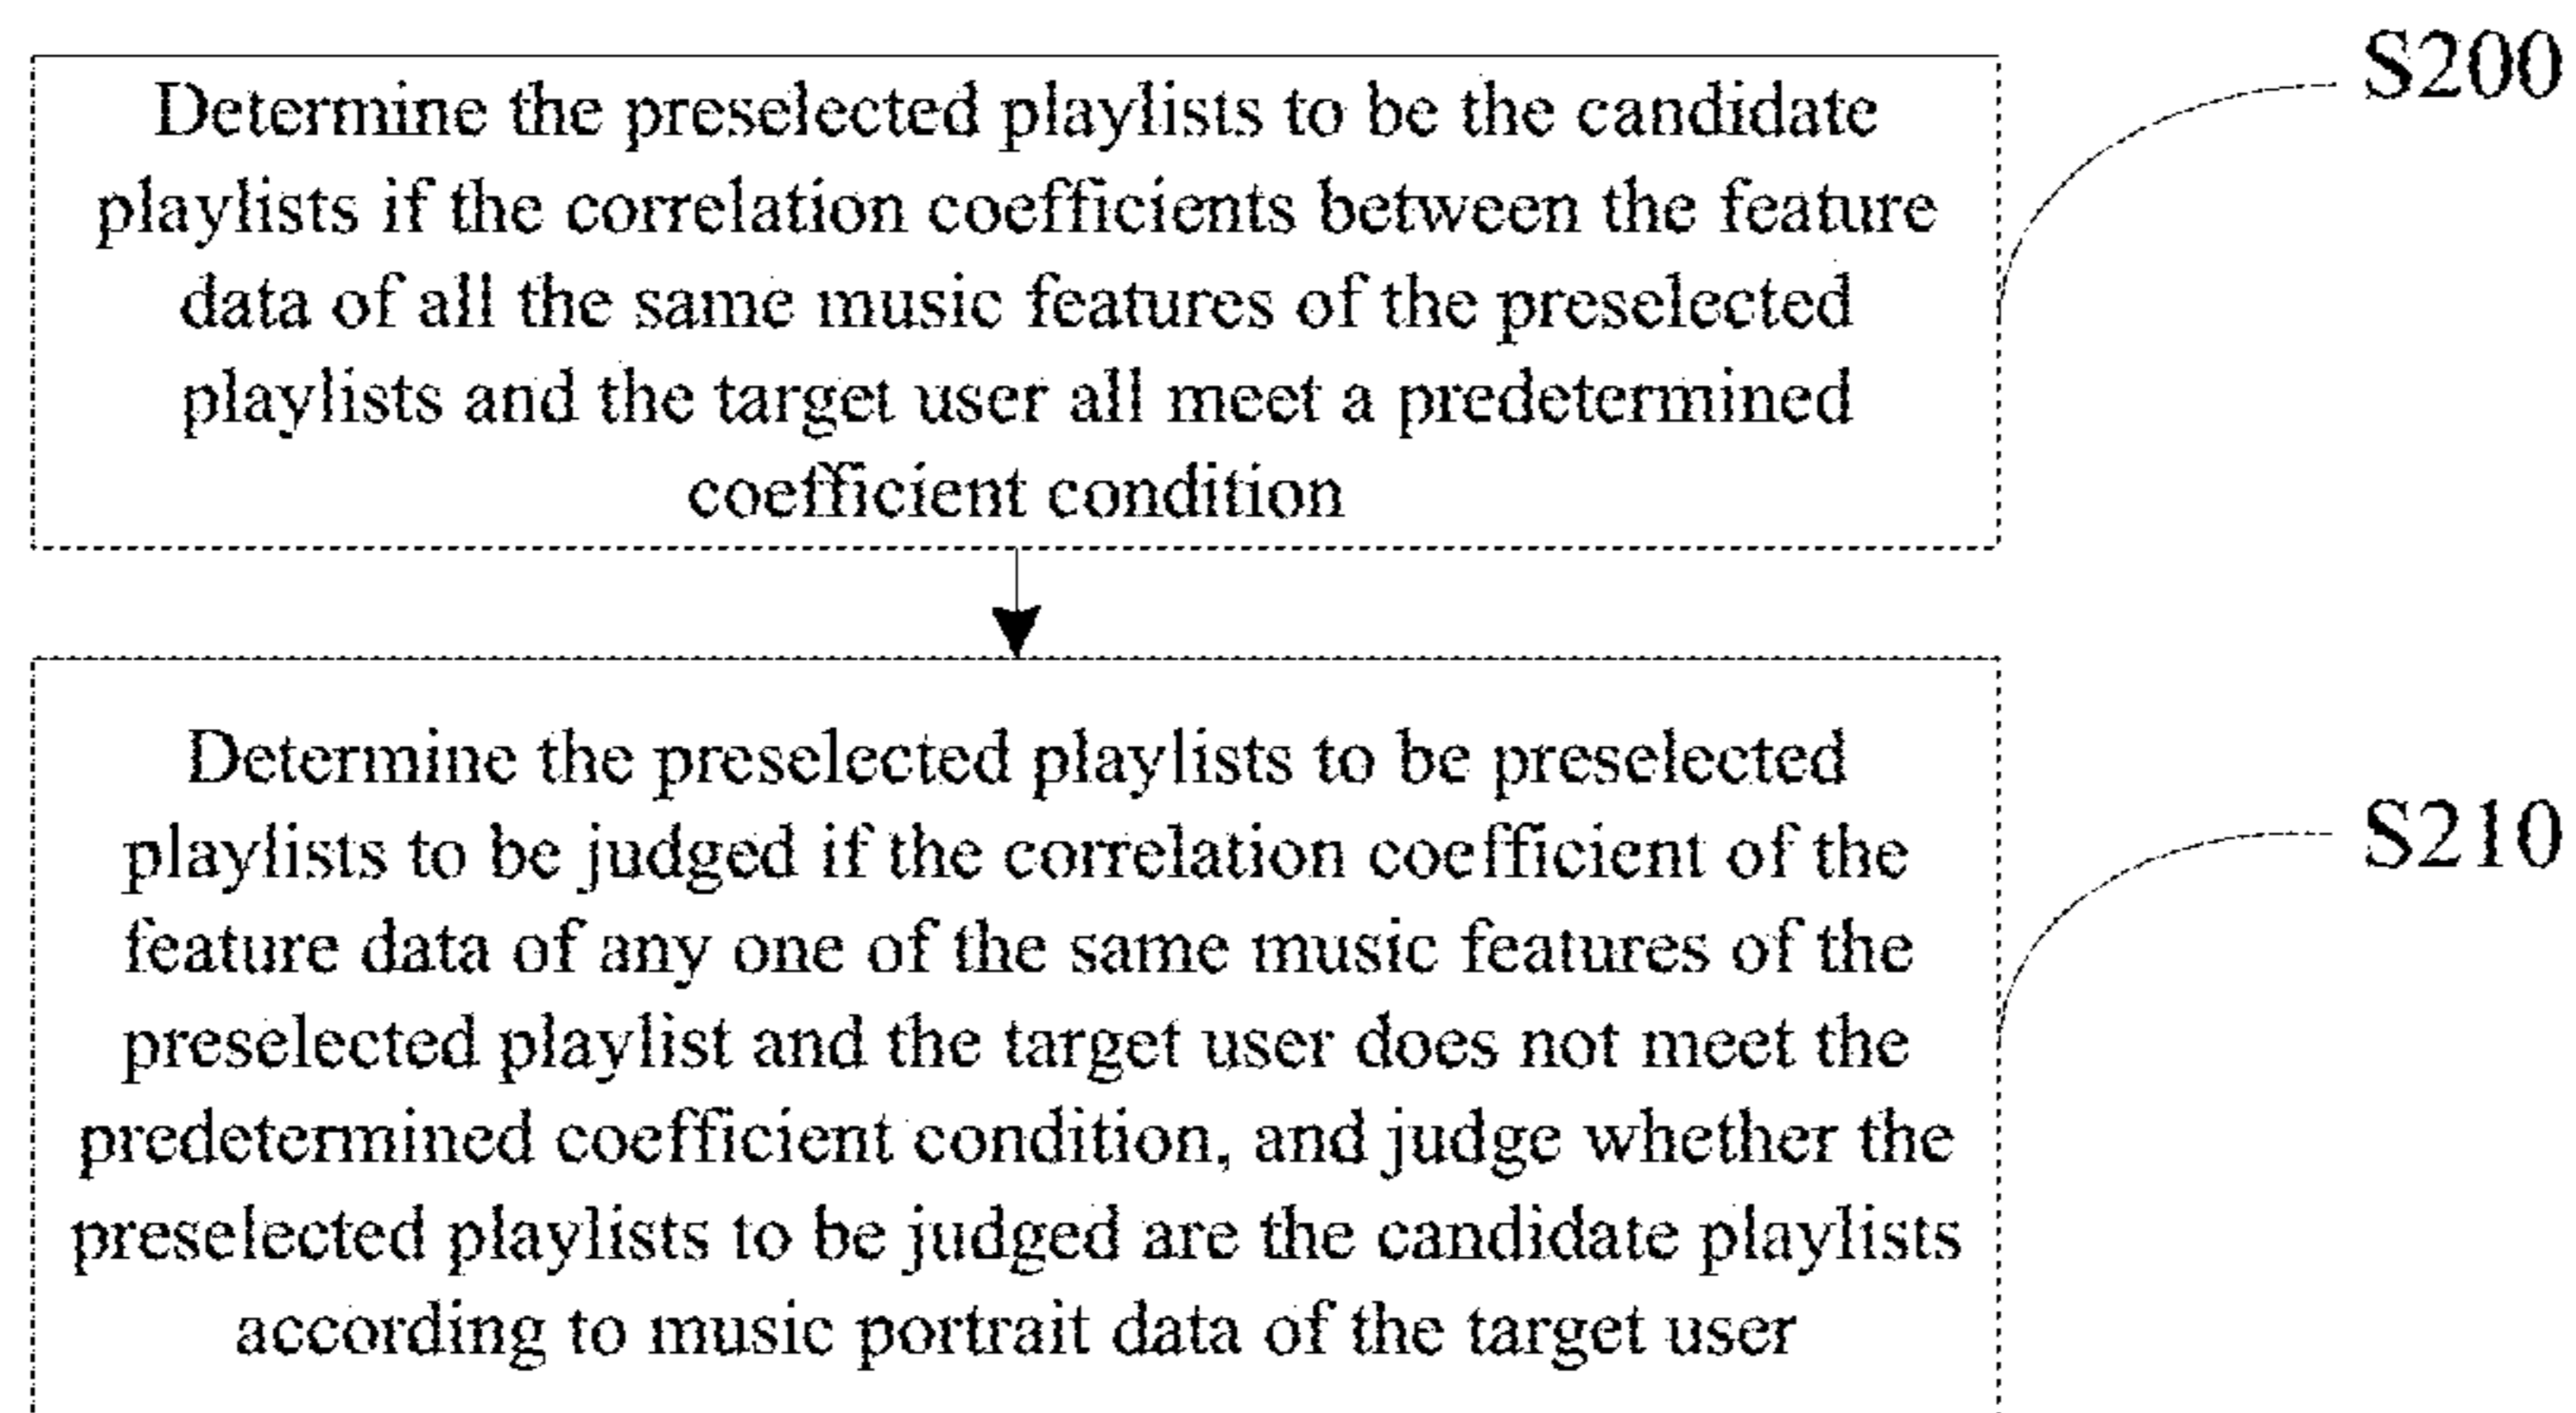 Determine the preselected playlists to be the candidate
playlists if the correlation coefficients between the feature
data of all the same music features of the preselected
playlists and the target user all meet a predetermined
coefficient condition
S200
Determine the preselected playlists to be preselected
playlists to be judged if the correlation coefficient of the
feature data of any one of the same music features of the
preselected playlist and the target user does not meet the
predetermined coefficient condition, and judge whether the
preselected playlists to be judged are the candidate playlists
according to music portrait data of the target user
S210